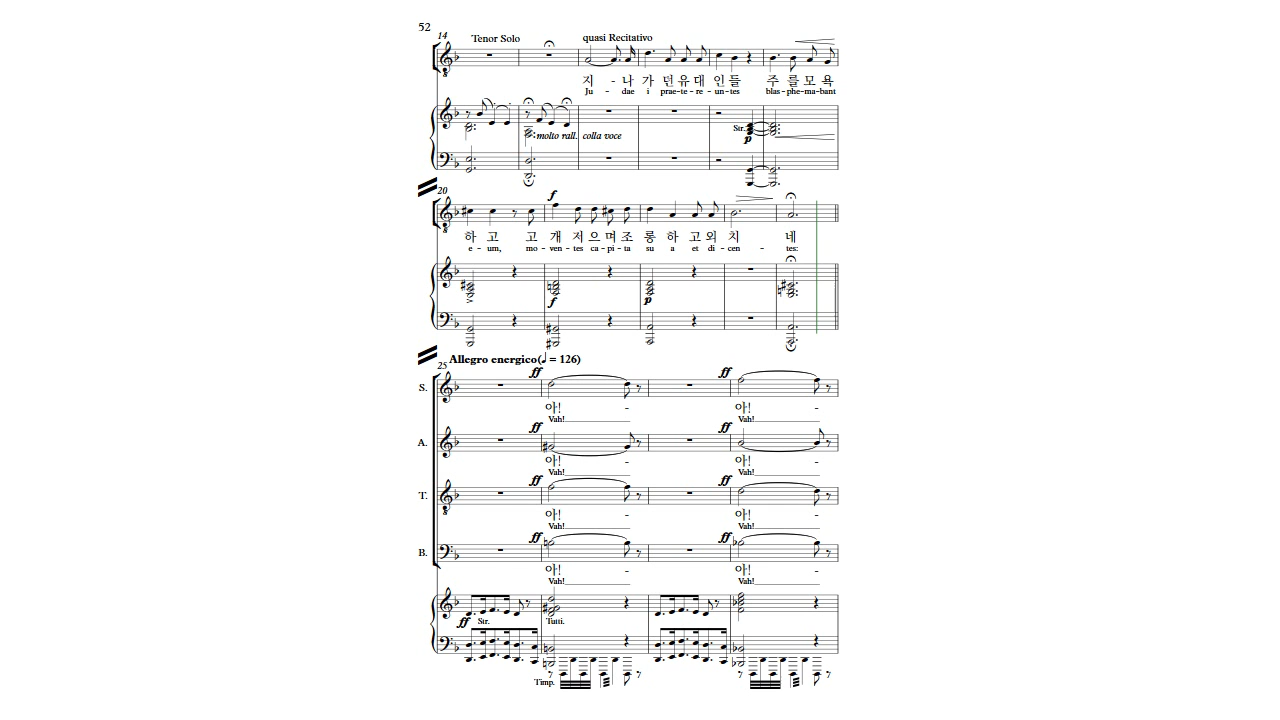 52
14 Tenor Solo quasi Recitativo
지 - 나 가 던 유 대 인 들 주 를 모 욕
Ju - dae i prae - te - re - un - tes blas - phe - ma - bant
Str.
molto rall. colla voce
p
20 f
하 고 고 개 저 으 며 조 롱 하 고 외 치 네
e - um, mo - ven - tes ca - pi - ta su a et di - cen - tes:
f p
Allegro energico(♩ = 126)
25 ff ff
S.
아! - 아! -
Vah! Vah!
ff ff
A.
아! - 아! -
Vah! Vah!
ff ff
T.
아! - 아! -
Vah! Vah!
ff ff
B.
아! - 아! -
Vah! Vah!
ff Str. Tutti.
Timp.